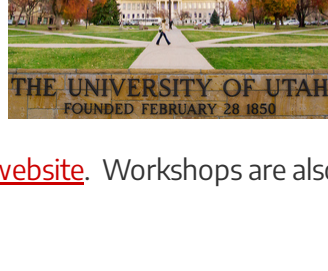 THE UNIVERSITY OF UTAH
FOUNDED FEBRUARY 28 1850
website. Workshops are also